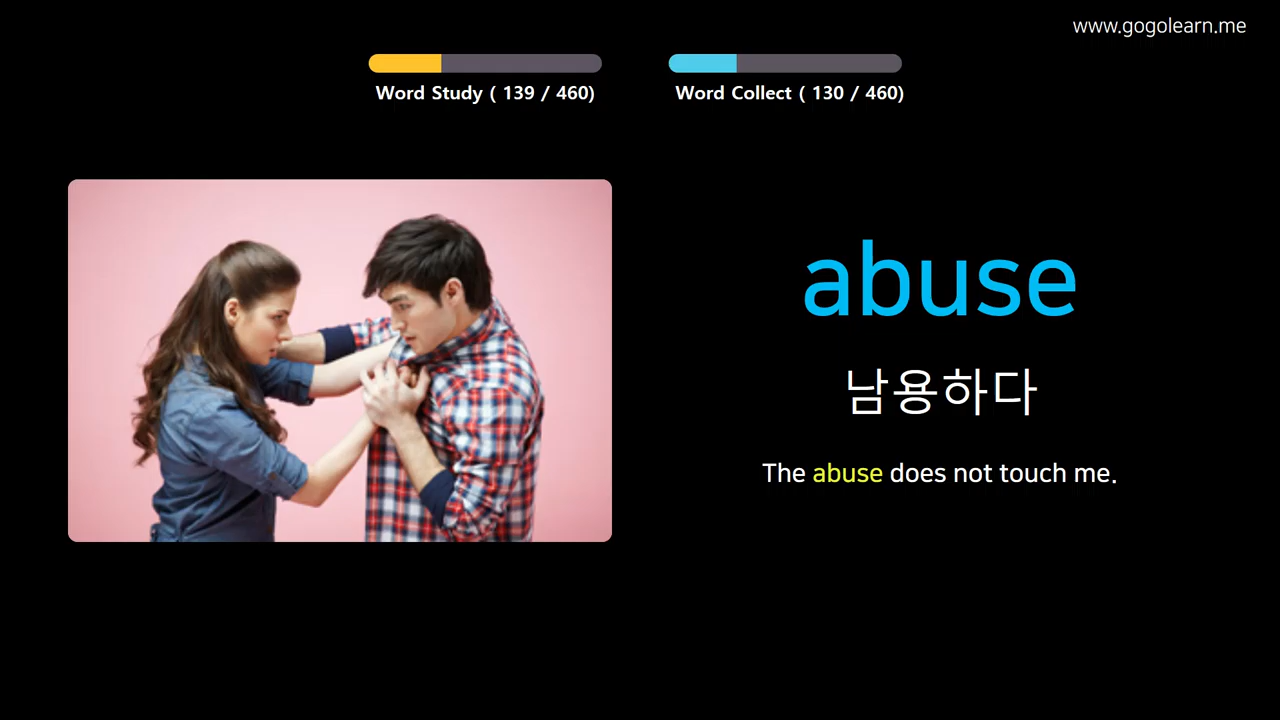 www.gogolearn.me
Word Study ( 139 / 460)
Word Collect ( 130 / 460)
abuse
남용하다
The abuse does not touch me.